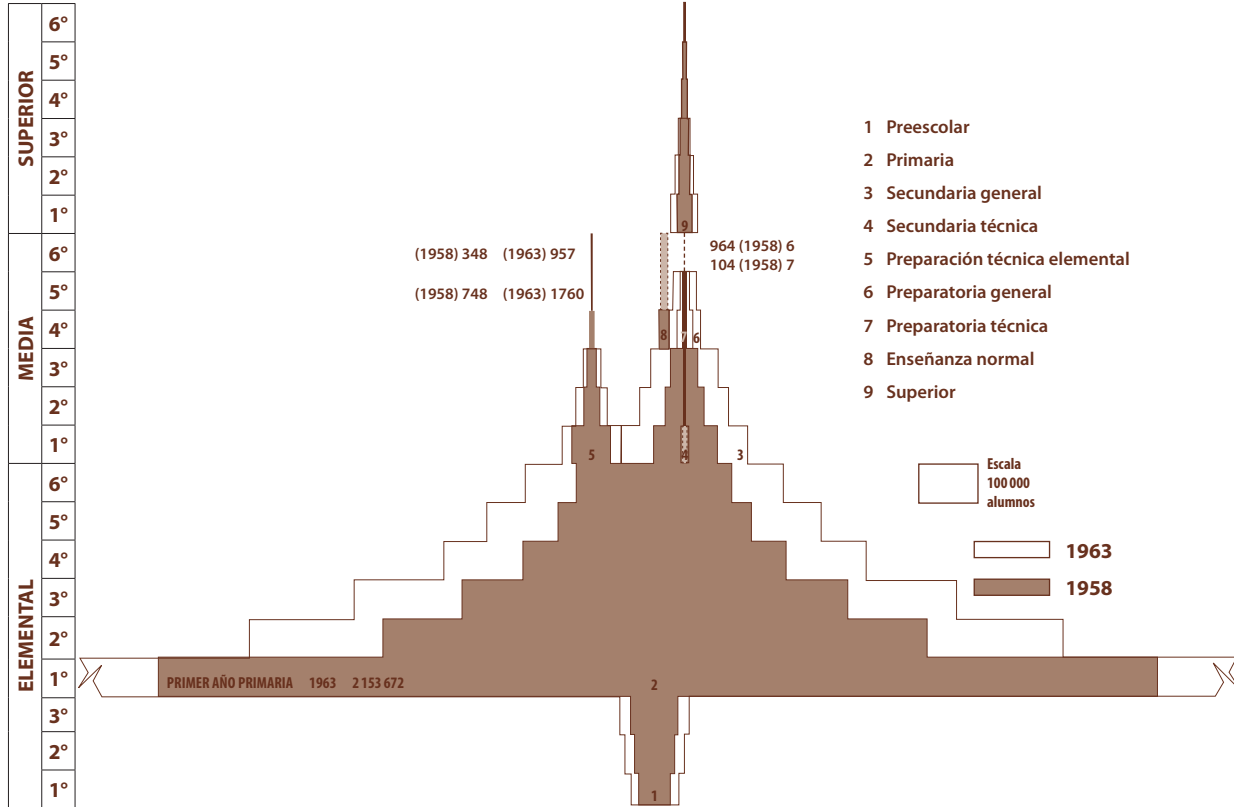 SUPERIOR
6°
5°
4°
3°
2°
1°
MEDIA
6°
5°
4°
3°
2°
1°
ELEMENTAL
6°
5°
4°
3°
2°
1°
3°
2°
1°
(1958) 348 (1963) 957
(1958) 748 (1963) 1760
964 (1958) 6
104 (1958) 7
9
8
7
6
5
4
3
PRIMER AÑO PRIMARIA 1963 2 153 672
2
1
1 Preescolar
2 Primaria
3 Secundaria general
4 Secundaria técnica
5 Preparación técnica elemental
6 Preparatoria general
7 Preparatoria técnica
8 Enseñanza normal
9 Superior
Escala
100 000
alumnos
1963
1958